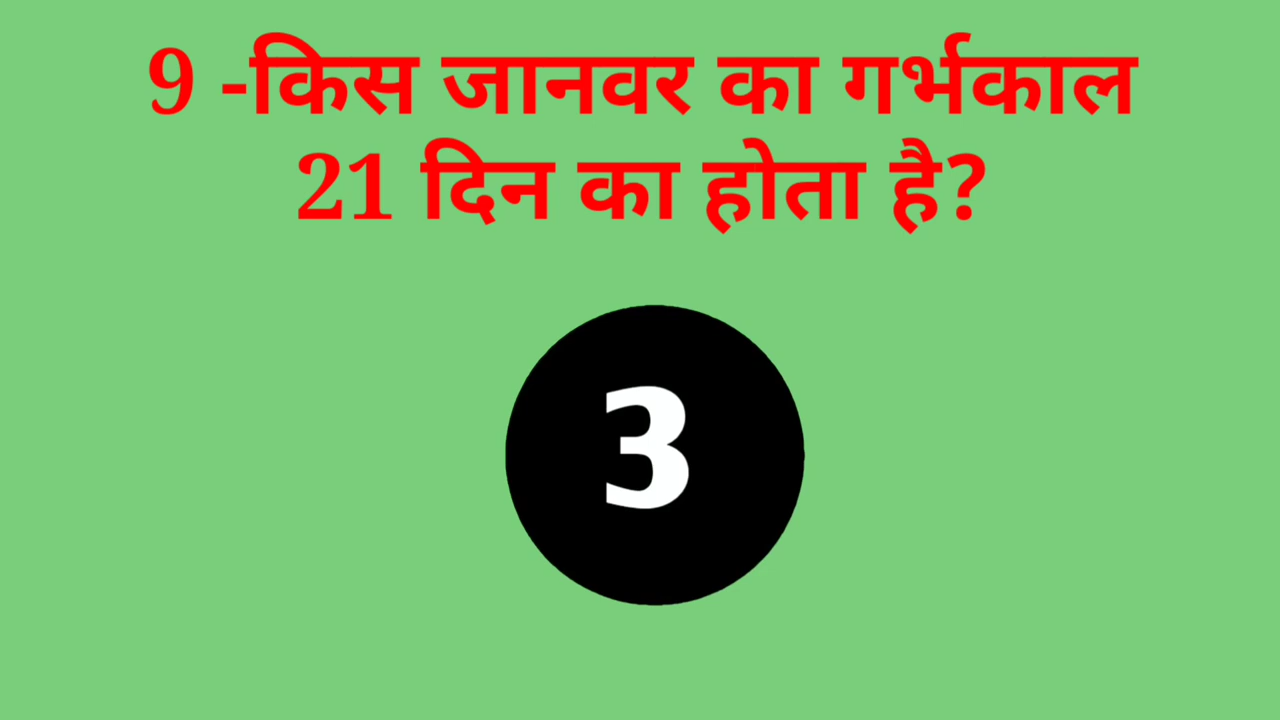 9 -किस जानवर का गर्भकाल
21 दिन का होता है?
3